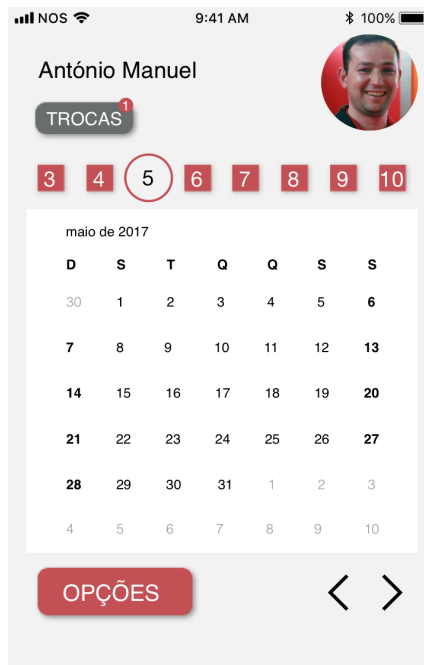 NOS 9:41 AM 100%
António Manuel
TROCAS 1
3 4 5 6 7 8 9 10
maio de 2017
D S T Q Q S S
30 1 2 3 4 5 6
7 8 9 10 11 12 13
14 15 16 17 18 19 20
21 22 23 24 25 26 27
28 29 30 31 1 2 3
4 5 6 7 8 9 10
OPÇÕES